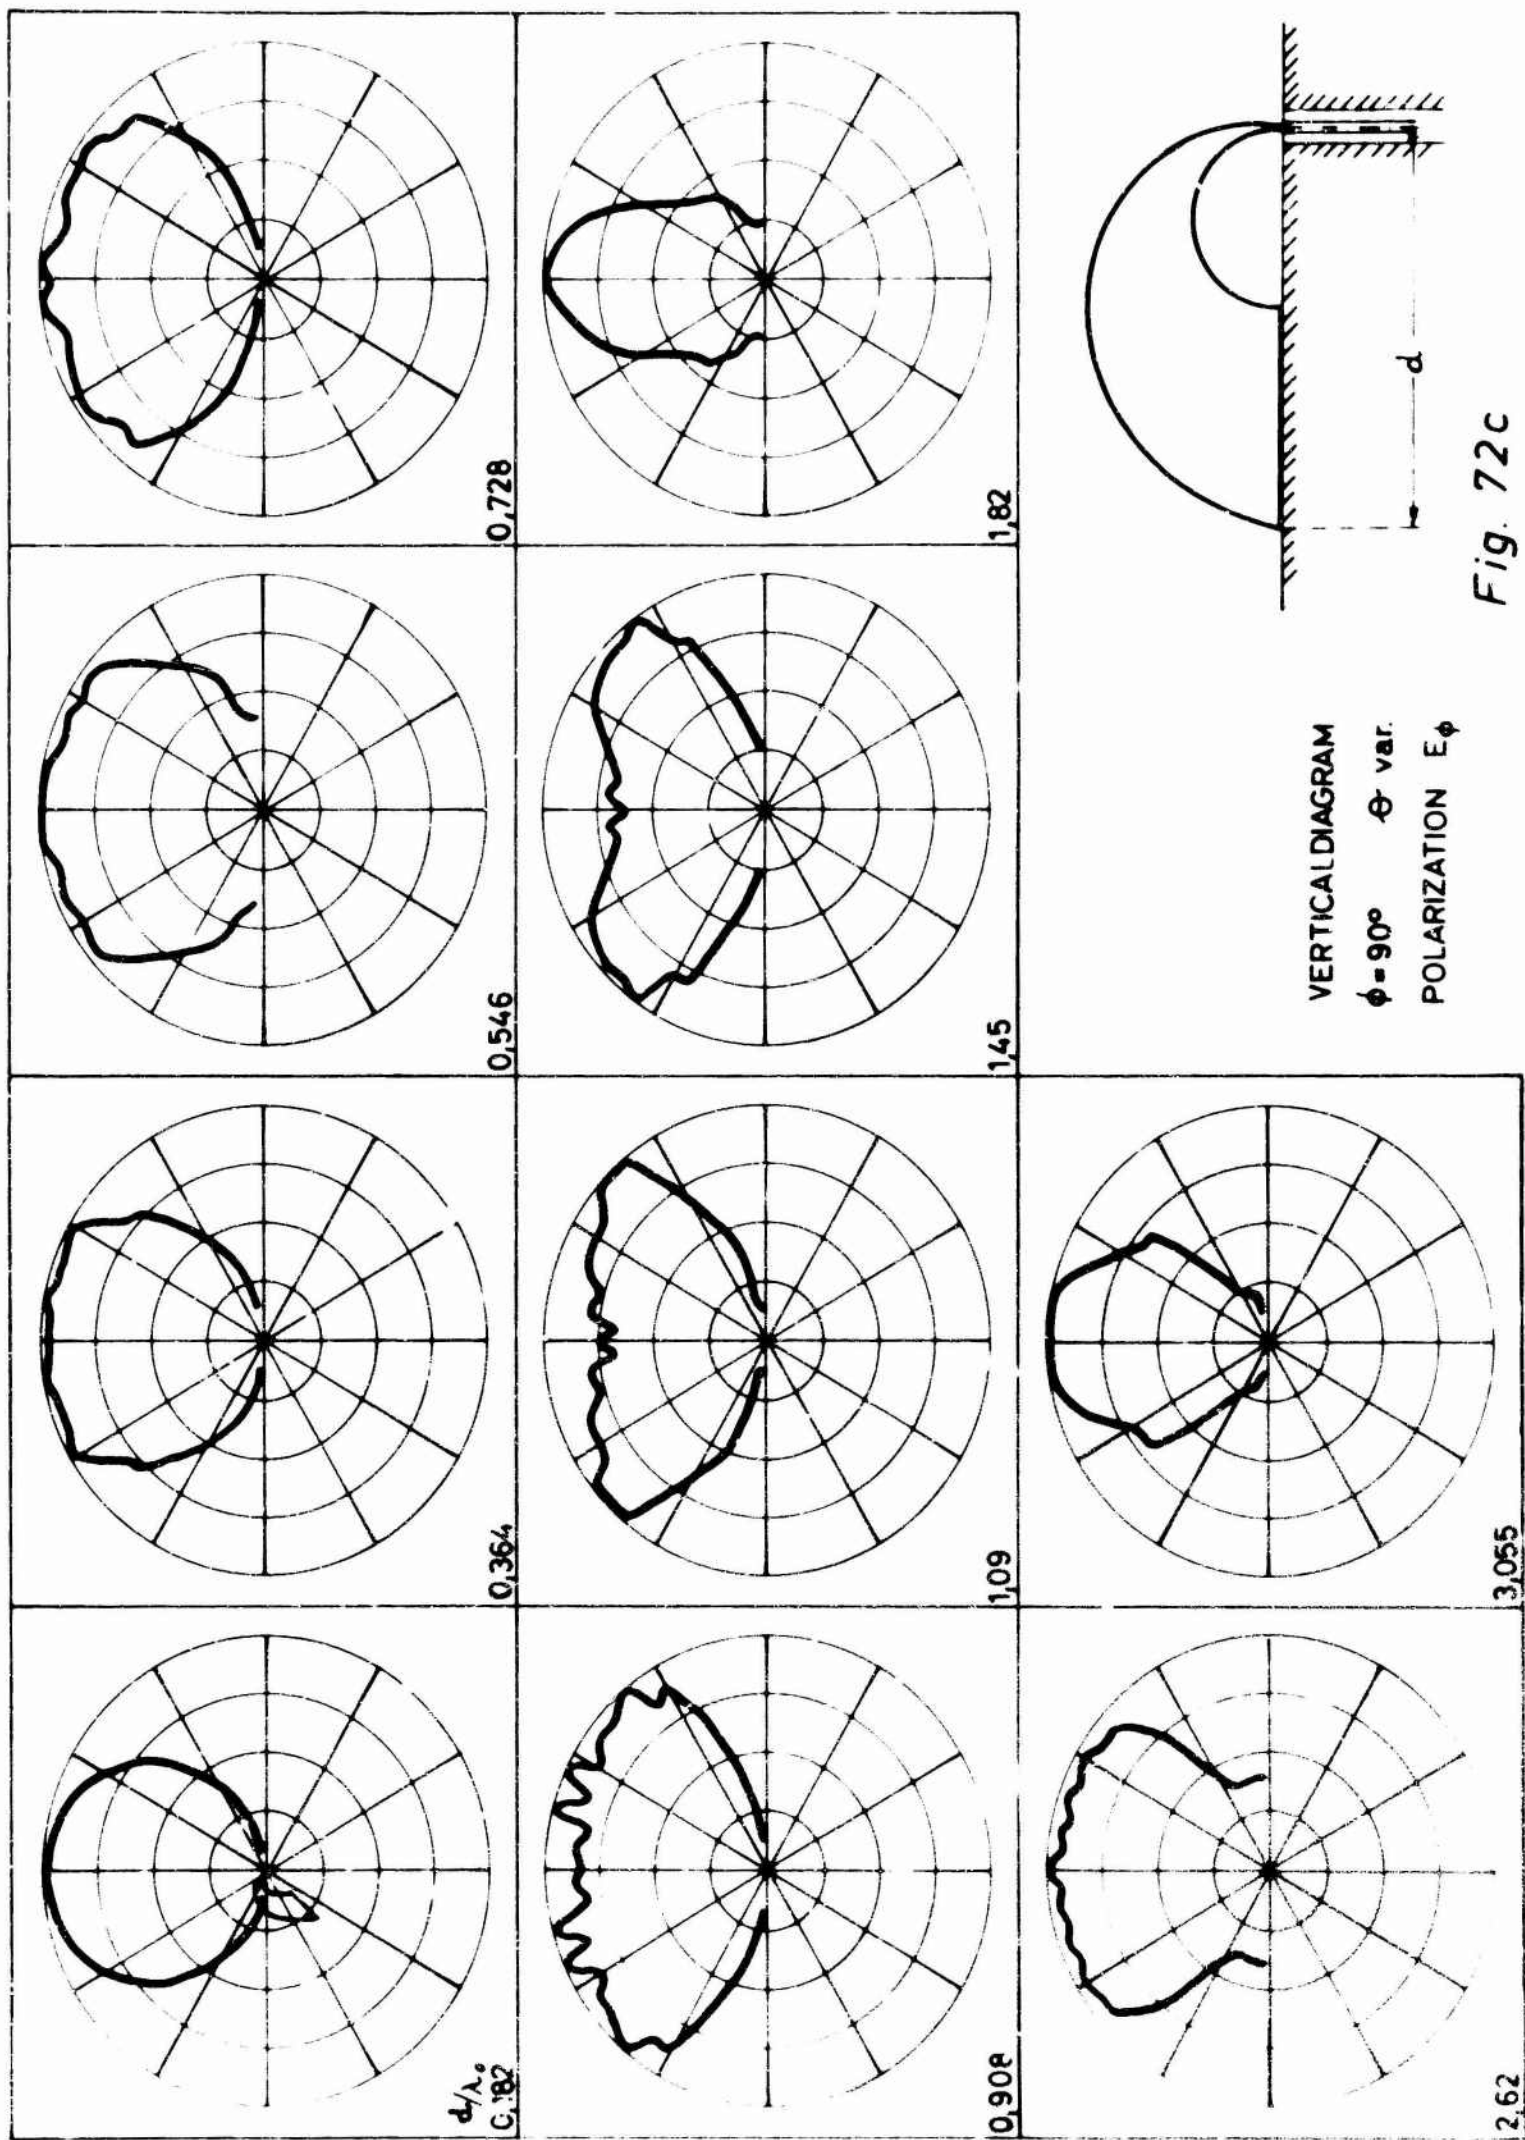 d/λ₀
0,182
0,364
0,546
0,728
0,908
1,09
1,45
1,82
2,62
3,055
VERTICAL DIAGRAM
ϕ = 90° θ var.
POLARIZATION Eϕ
d
Fig. 72c